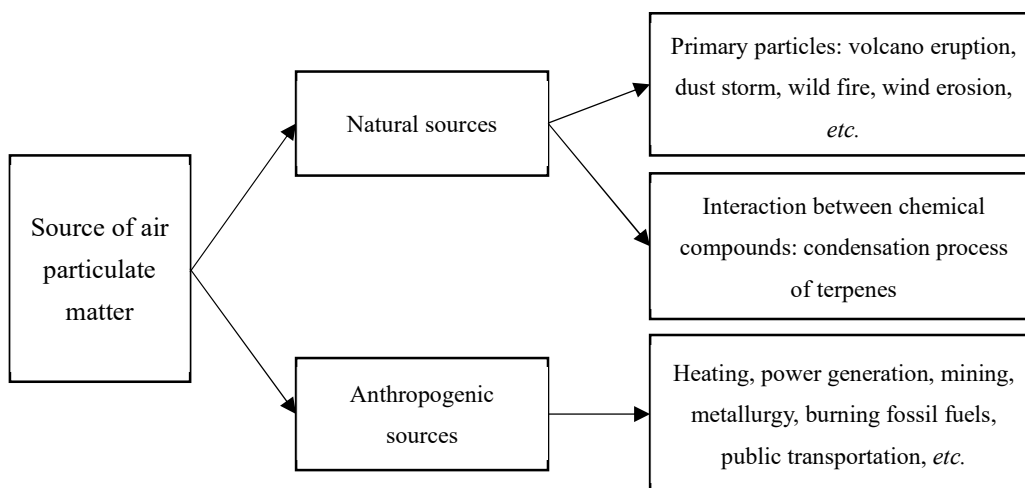 Source of air
particulate
matter
Natural sources
Primary particles: volcano eruption,
dust storm, wild fire, wind erosion,
etc.
Interaction between chemical
compounds: condensation process
of terpenes
Anthropogenic
sources
Heating, power generation, mining,
metallurgy, burning fossil fuels,
public transportation, etc.